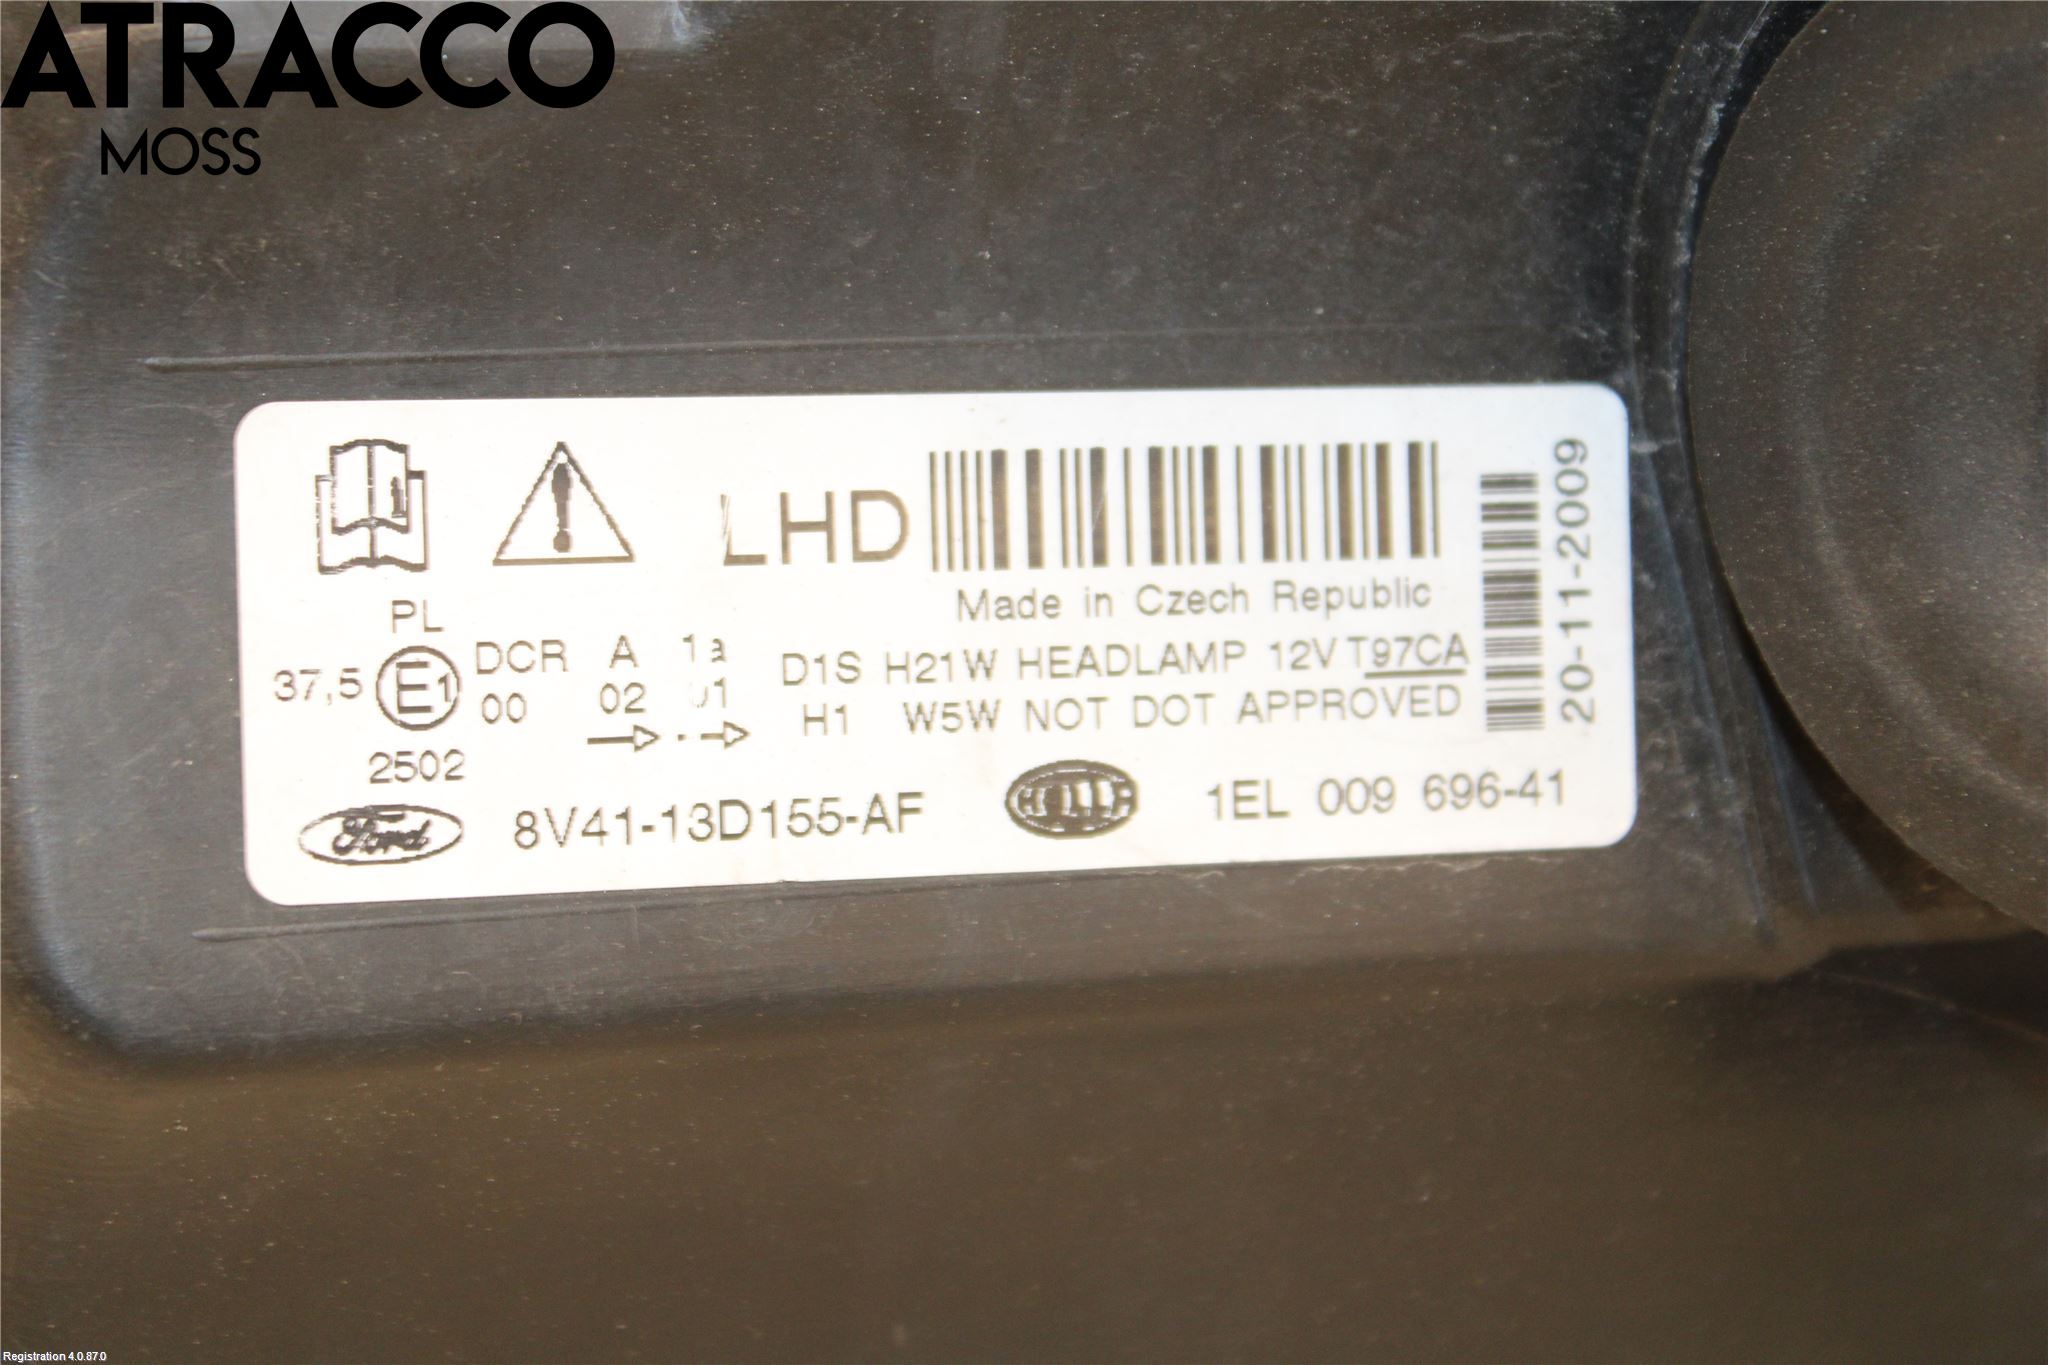 ATRACCO
MOSS
LHD
Made in Czech Republic
20-11-2009
PL
37,5 E1 DCR A 1a D1S H21W HEADLAMP 12V T97CA
00 02 01 H1 W5W NOT DOT APPROVED
2502
Ford 8V41-13D155-AF HELLA 1EL 009 696-41
Registration 4.0.87.0